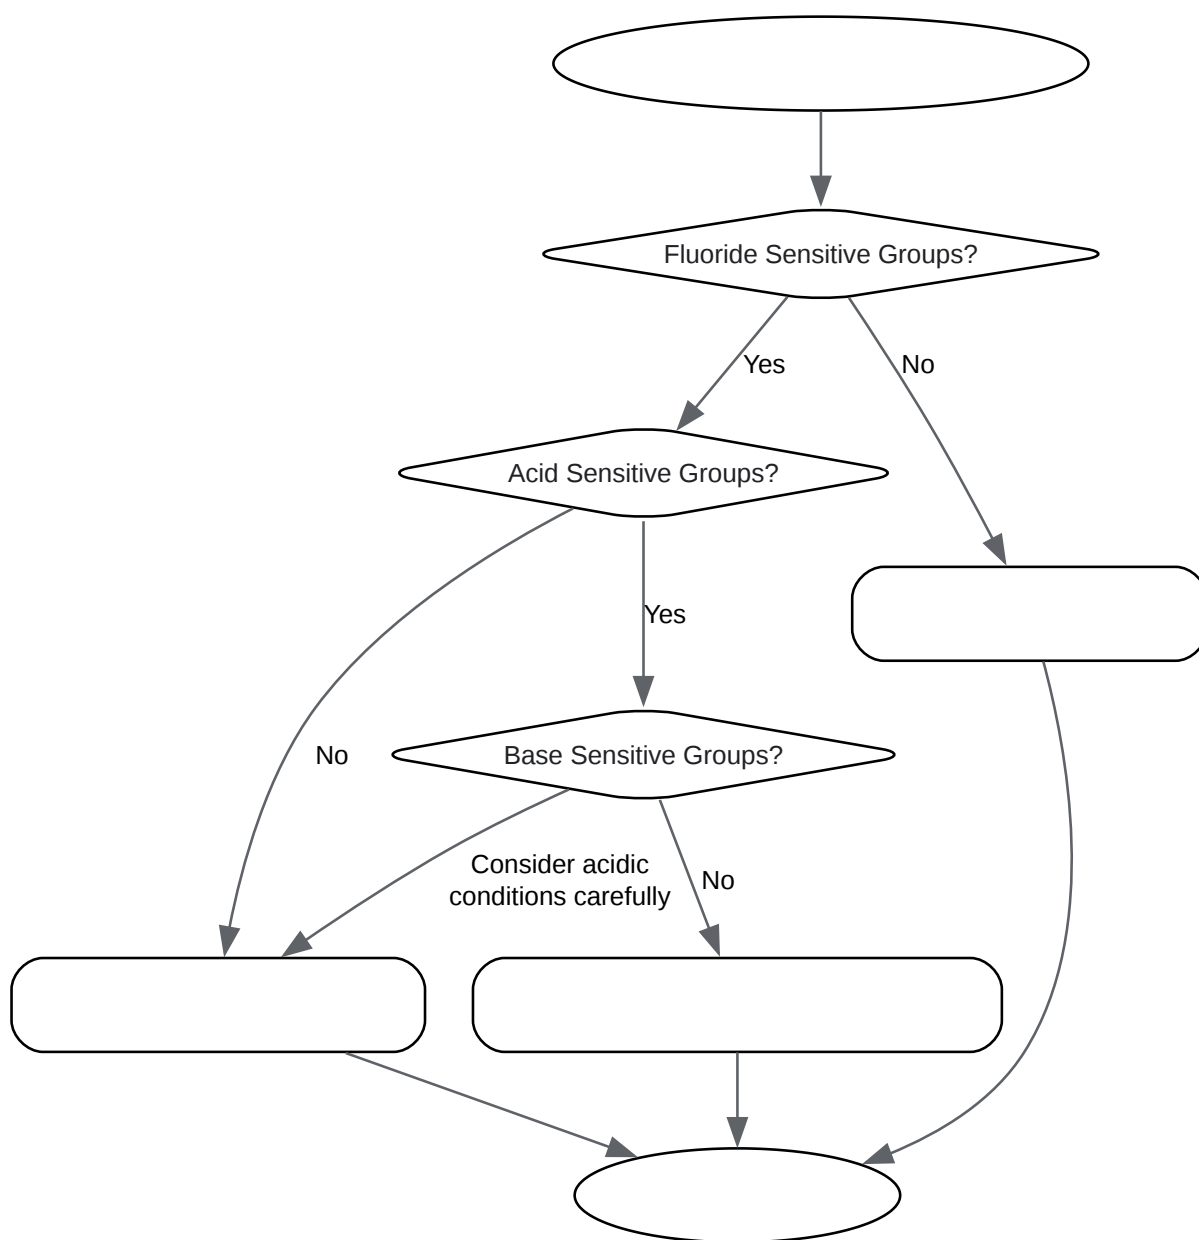 Fluoride Sensitive Groups?
Yes
No
Acid Sensitive Groups?
Yes
No
Base Sensitive Groups?
Consider acidic
conditions carefully
No